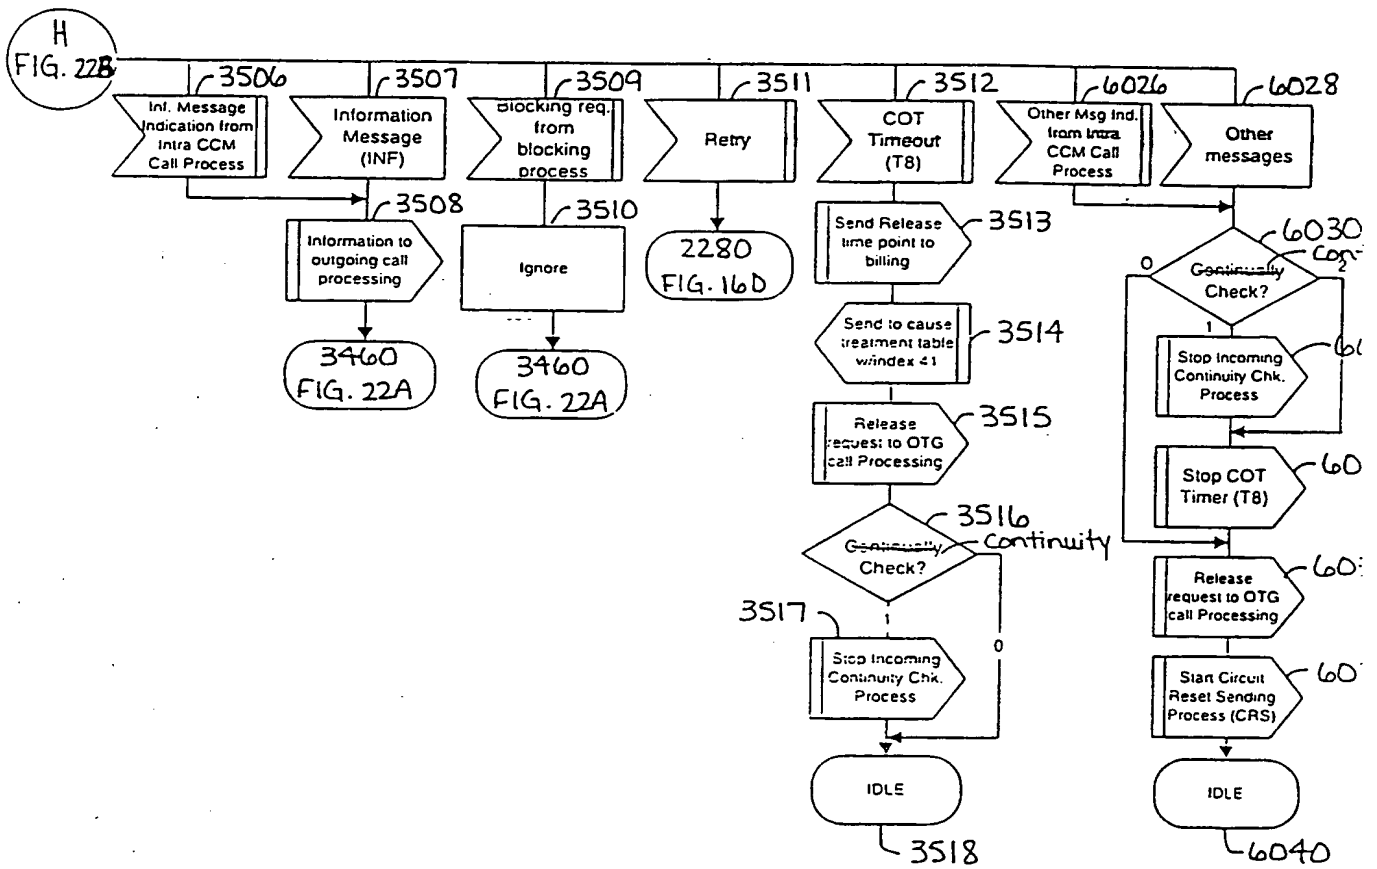 H
FIG. 22B
3506
3507
3509
3511
3512
6026
6028
Inf. Message
Indication from
Intra CCM
Call Process
Information
Message
(INF)
Blocking req.
from
blocking
process
Retry
COT
Timeout
(T8)
Other Msg Ind.
from Intra
CCM Call
Process
Other
messages
3508
Information to
outgoing call
processing
3510
Ignore
2280
FIG. 16D
3513
Send Release
time point to
billing
6030
con-
0
2
Continually
Check?
1
3460
FIG. 22A
3460
FIG. 22A
3514
Send to cause
treatment table
w/index 41
Stop Incoming
Continuity Chk.
Process
3515
Release
request to OTG
call Processing
60
Stop COT
Timer (T8)
3516
continuity
Continually
Check?
60
Release
request to OTG
call Processing
3517
0
Stop Incoming
Continuity Chk.
Process
60
Start Circuit
Reset Sending
Process (CRS)
IDLE
3518
IDLE
6040